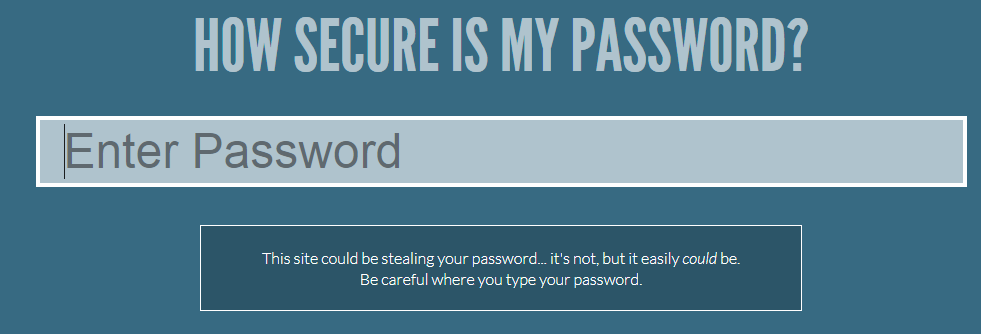 HOW SECURE IS MY PASSWORD?
Enter Password
This site could be stealing your password... it's not, but it easily could be.
Be careful where you type your password.